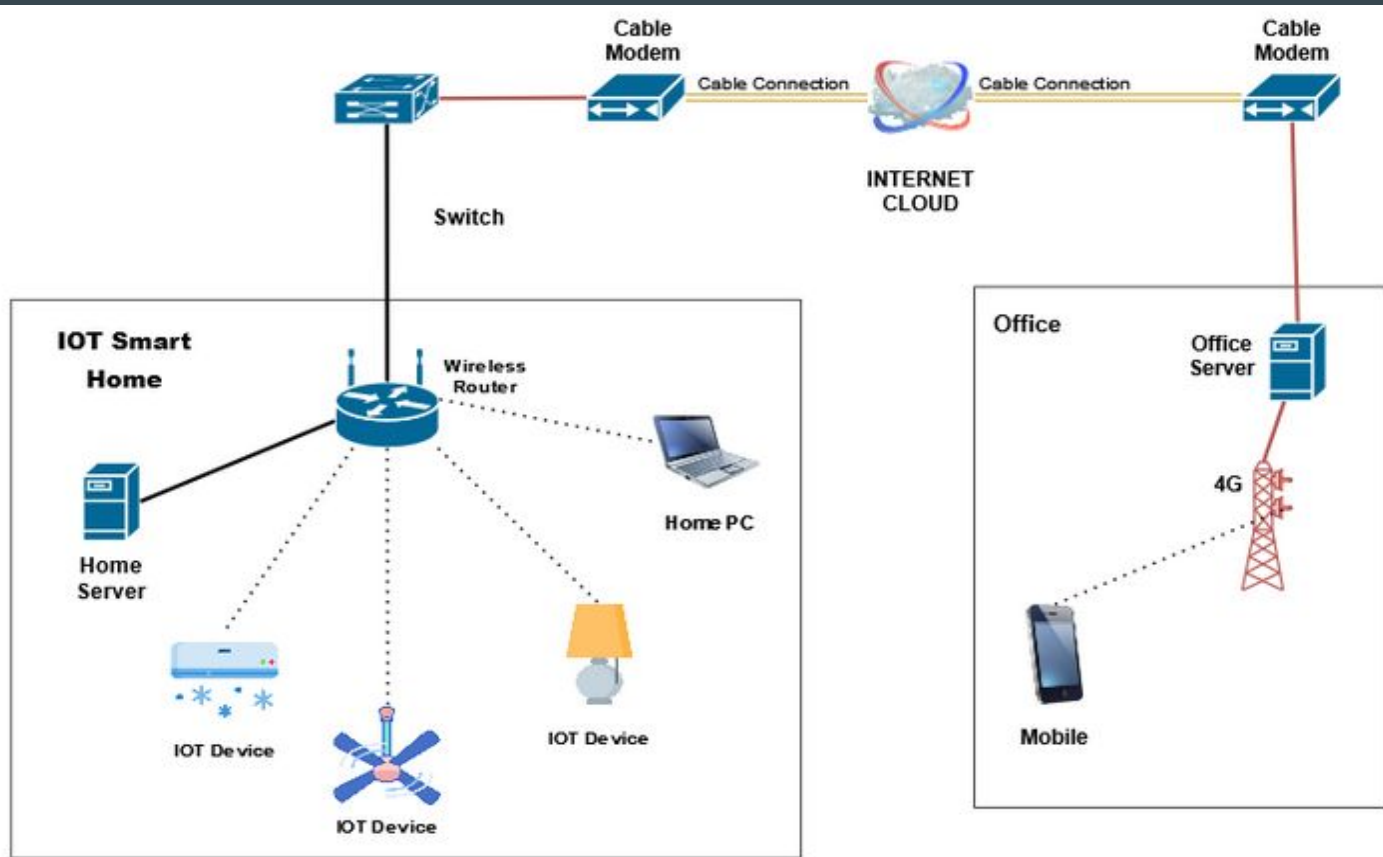 Cable
Modem
Cable Connection
INTERNET
CLOUD
Cable Connection
Cable
Modem
Switch
IOT Smart
Home
Wireless
Router
Home Server
Home PC
IOT Device
IOT Device
IOT Device
Office
Office
Server
4G
Mobile